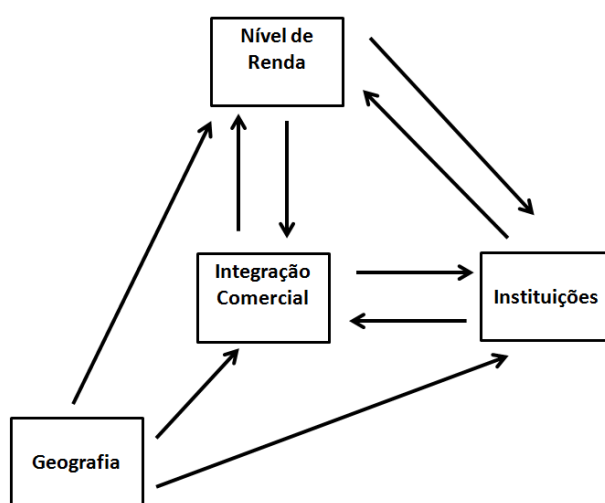 Nível de
Renda
Integração
Comercial
Instituições
Geografia